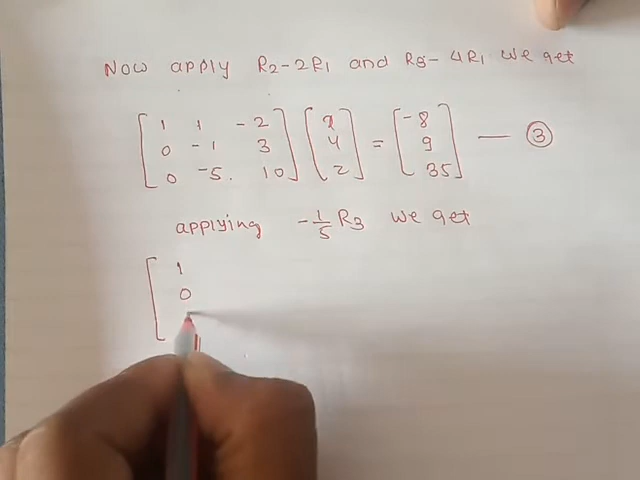 Now apply R2-2R1 and R3-4R1 we get
[ 1 1 -2 ] [ x ] = [ -8 ]
[ 0 -1 3 ] [ y ] = [ 9 ] — ③
[ 0 -5. 10 ] [ z ] = [ 35 ]
applying -1/5 R3 we get
[ 1
0